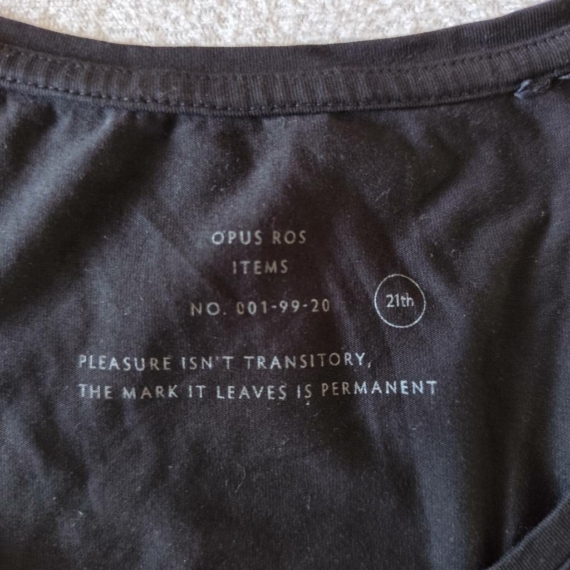 OPUS ROS
ITEMS
NO. 001-99-20
21th
PLEASURE ISN'T TRANSITORY,
THE MARK IT LEAVES IS PERMANENT